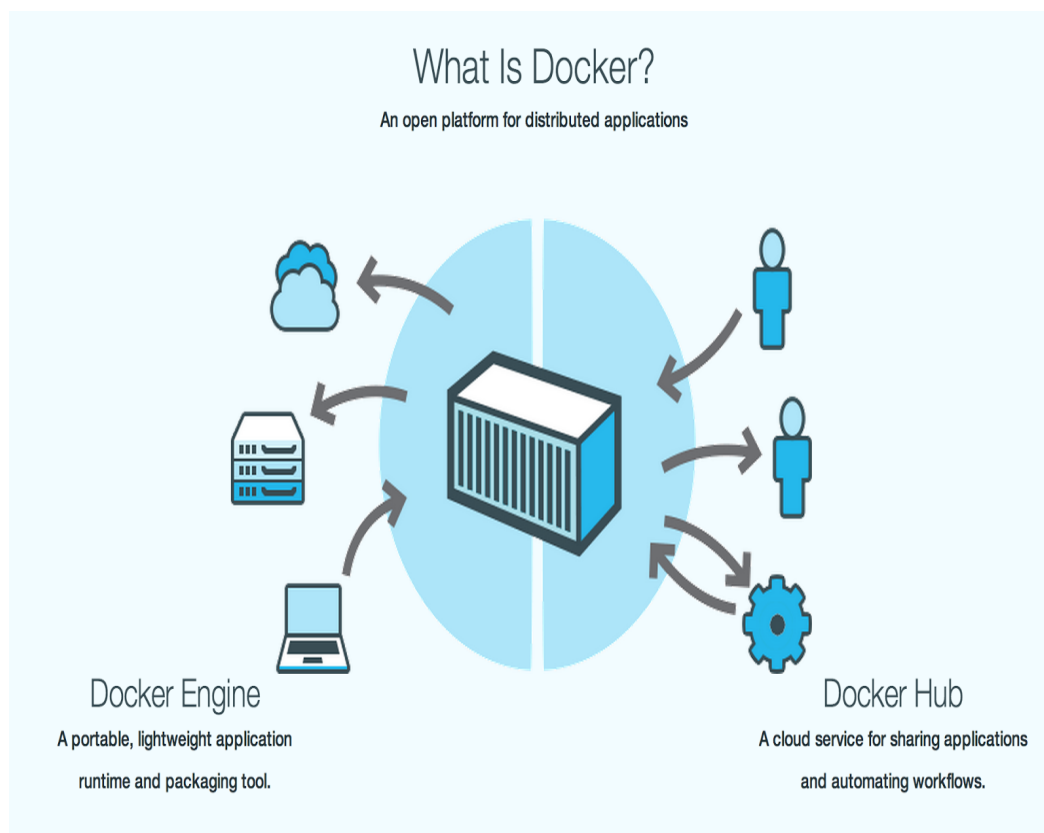 What Is Docker?
An open platform for distributed applications
Docker Engine
A portable, lightweight application
runtime and packaging tool.
Docker Hub
A cloud service for sharing applications
and automating workflows.